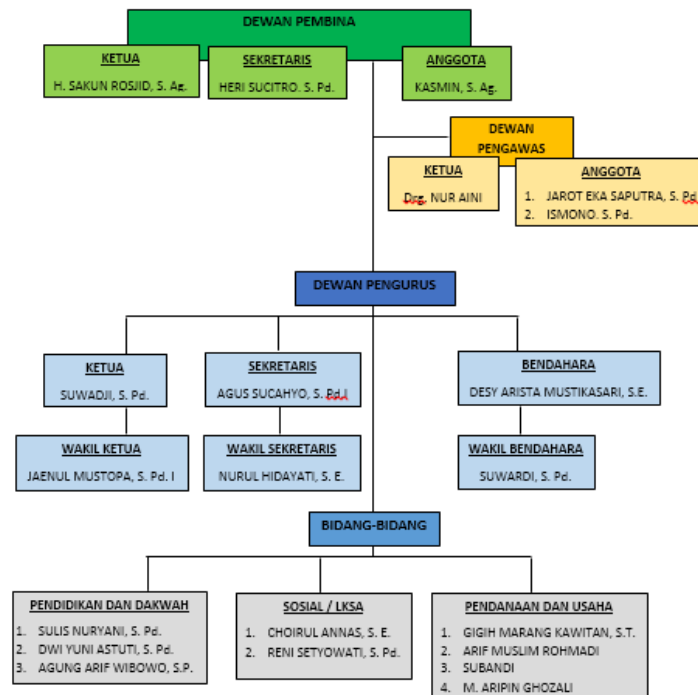 DEWAN PEMBINA
KETUA
H. SAKUN ROSJID, S. Ag.
SEKRETARIS
HERI SUCITRO. S. Pd.
ANGGOTA
KASMIN, S. Ag.
DEWAN
PENGAWAS
KETUA
Drg. NUR AINI
ANGGOTA
1. JAROT EKA SAPUTRA, S. Pd
2. ISMONO. S. Pd.
DEWAN PENGURUS
KETUA
SUWADJI, S. Pd.
SEKRETARIS
AGUS SUCAHYO, S. Pd.I
BENDAHARA
DESY ARISTA MUSTIKASARI, S.E.
WAKIL KETUA
JAENUL MUSTOPA, S. Pd. I
WAKIL SEKRETARIS
NURUL HIDAYATI, S. E.
WAKIL BENDAHARA
SUWARDI, S. Pd.
BIDANG-BIDANG
PENDIDIKAN DAN DAKWAH
1. SULIS NURYANI, S. Pd.
2. DWI YUNI ASTUTI, S. Pd.
3. AGUNG ARIF WIBOWO, S.P.
SOSIAL / LKSA
1. CHOIRUL ANNAS, S. E.
2. RENI SETYOWATI, S. Pd.
PENDANAAN DAN USAHA
1. GIGIH MARANG KAWITAN, S.T.
2. ARIF MUSLIM ROHMADI
3. SUBANDI
4. M. ARIPIN GHOZALI